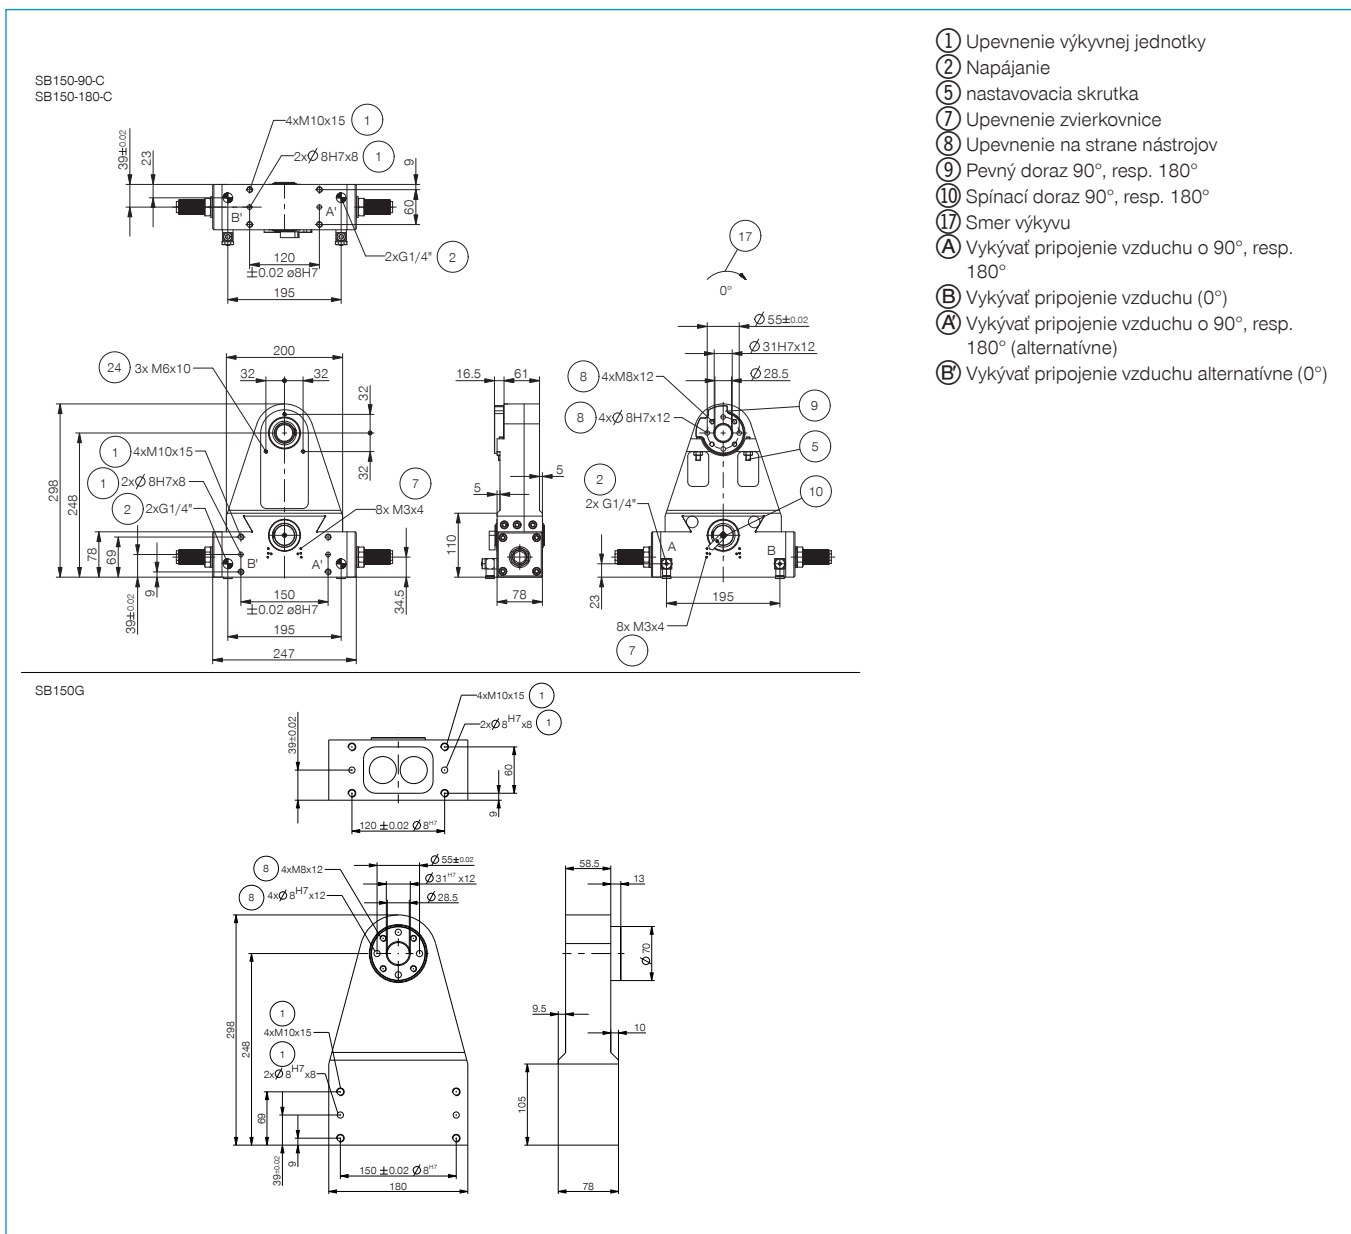 SB150-90-C
SB150-180-C
4xM10x15 1
2xØ 8H7x8 1
39±0.02
23
9
60
B'
A'
120
±0.02 ø8H7
195
2xG1/4" 2
17
0°
200
24 3x M6x10
32
32
32
32
298
248
1 4xM10x15
1 2xØ 8H7x8
2 2xG1/4"
78
69
39±0.02
9
B'
A'
7
8x M3x4
34.5
150
±0.02 ø8H7
195
247
16.5
61
5
5
110
78
Ø 55±0.02
Ø 31H7x12
Ø 28.5
8 4xM8x12
8 4xØ 8H7x12
9
5
10
2
2x G1/4"
A
B
23
195
8x M3x4
7
SB150G
4xM10x15 1
2xØ 8H7x8 1
39±0.02
60
9
120 ±0.02 Ø 8H7
8 4xM8x12
8 4xØ 8H7x12
Ø 55±0.02
Ø 31H7 x12
Ø 28.5
298
248
1
4xM10x15
1
2xØ 8H7x8
69
39±0.02
9
150 ±0.02 Ø 8H7
180
58.5
13
Ø 70
9.5
10
105
78
1 Upevnenie výkyvnej jednotky
2 Napájanie
5 nastavovacia skrutka
7 Upevnenie zvierkovnice
8 Upevnenie na strane nástrojov
9 Pevný doraz 90°, resp. 180°
10 Spínací doraz 90°, resp. 180°
17 Smer výkyvu
A Vykývať pripojenie vzduchu o 90°, resp.
180°
B Vykývať pripojenie vzduchu (0°)
A' Vykývať pripojenie vzduchu o 90°, resp.
180° (alternatívne)
B' Vykývať pripojenie vzduchu alternatívne (0°)